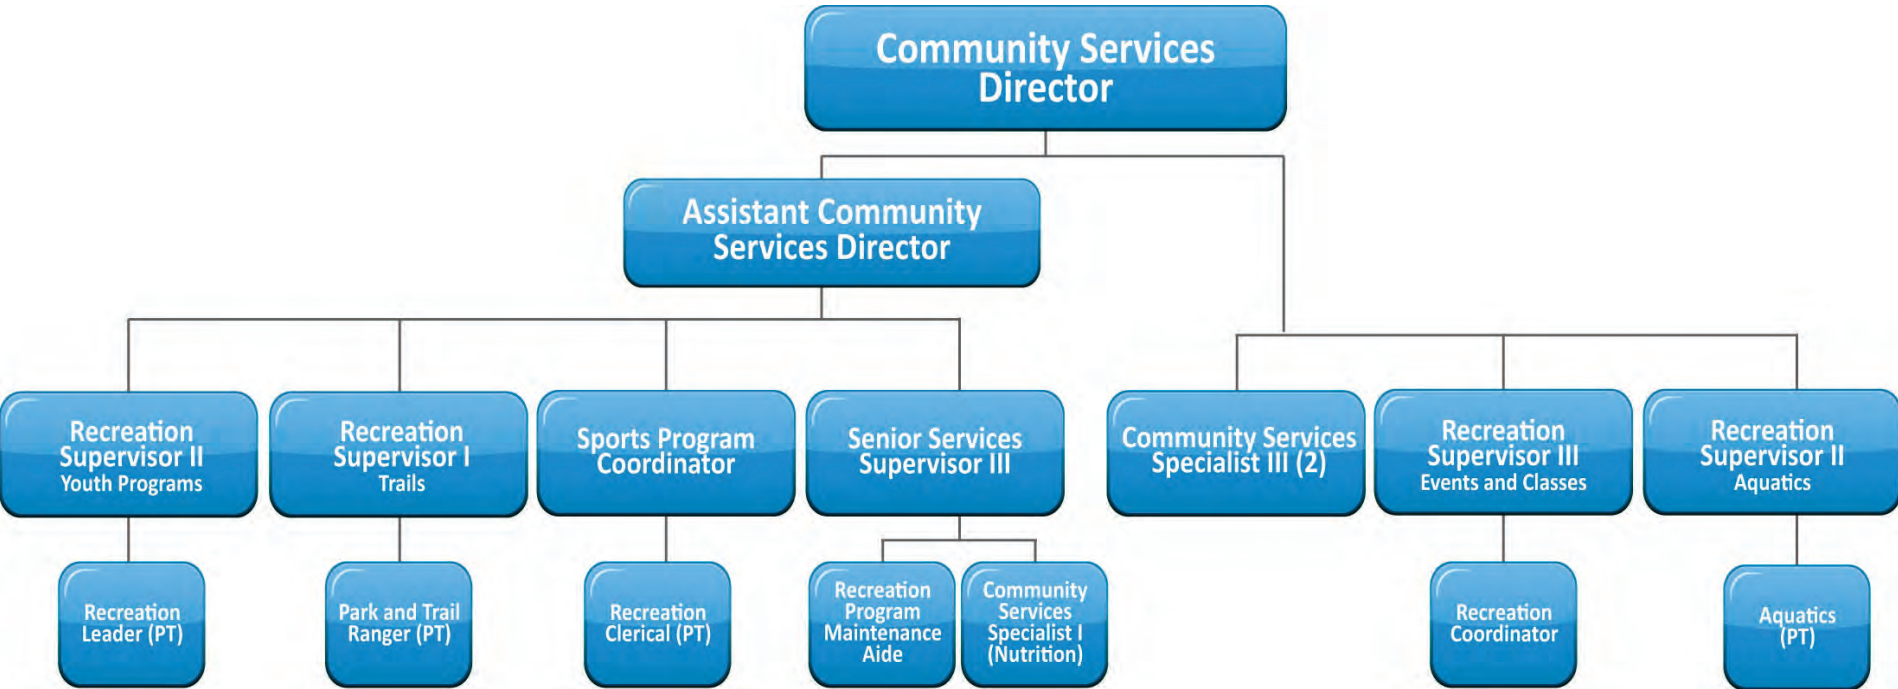 Community Services
Director
Assistant Community
Services Director
Recreation
Supervisor II
Youth Programs
Recreation
Supervisor I
Trails
Sports Program
Coordinator
Senior Services
Supervisor III
Community Services
Specialist III (2)
Recreation
Supervisor III
Events and Classes
Recreation
Supervisor II
Aquatics
Recreation
Leader (PT)
Park and Trail
Ranger (PT)
Recreation
Clerical (PT)
Recreation
Program
Maintenance
Aide
Community
Services
Specialist I
(Nutrition)
Recreation
Coordinator
Aquatics
(PT)